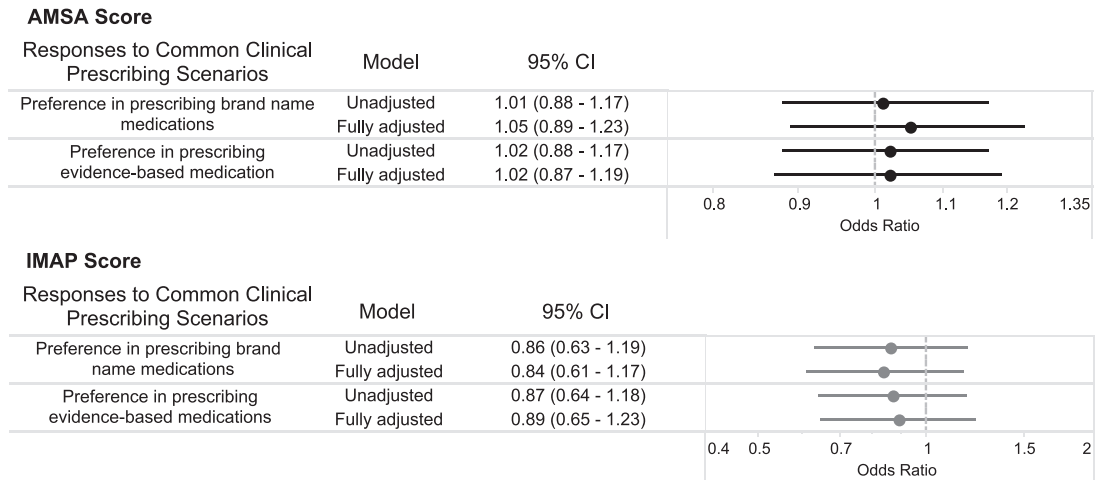 AMSA Score
Responses to Common Clinical
Prescribing Scenarios
Model
95% CI
Preference in prescribing brand name
medications
Unadjusted
1.01 (0.88 - 1.17)
Fully adjusted
1.05 (0.89 - 1.23)
Preference in prescribing
evidence-based medication
Unadjusted
1.02 (0.88 - 1.17)
Fully adjusted
1.02 (0.87 - 1.19)
0.8 0.9 1 1.1 1.2 1.35
Odds Ratio
IMAP Score
Responses to Common Clinical
Prescribing Scenarios
Model
95% CI
Preference in prescribing brand
name medications
Unadjusted
0.86 (0.63 - 1.19)
Fully adjusted
0.84 (0.61 - 1.17)
Preference in prescribing
evidence-based medications
Unadjusted
0.87 (0.64 - 1.18)
Fully adjusted
0.89 (0.65 - 1.23)
0.4 0.5 0.7 1 1.5 2
Odds Ratio